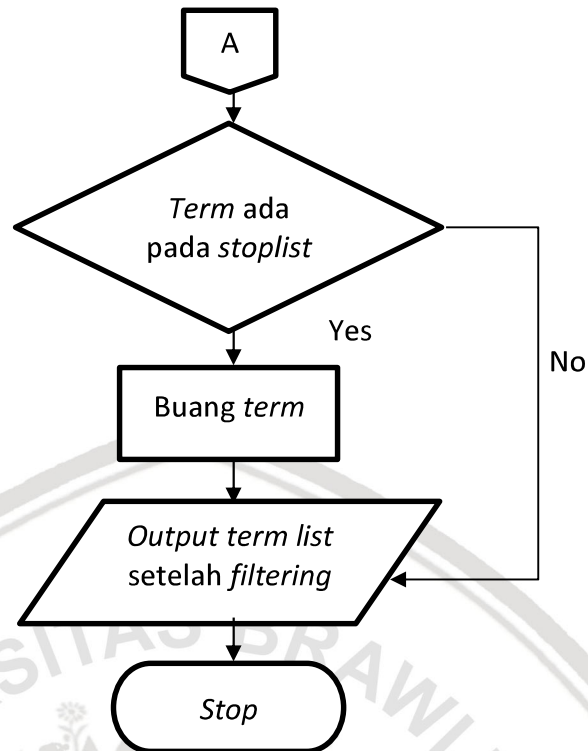 A
Term ada
pada stoplist
Yes
No
Buang term
Output term list
setelah filtering
Stop